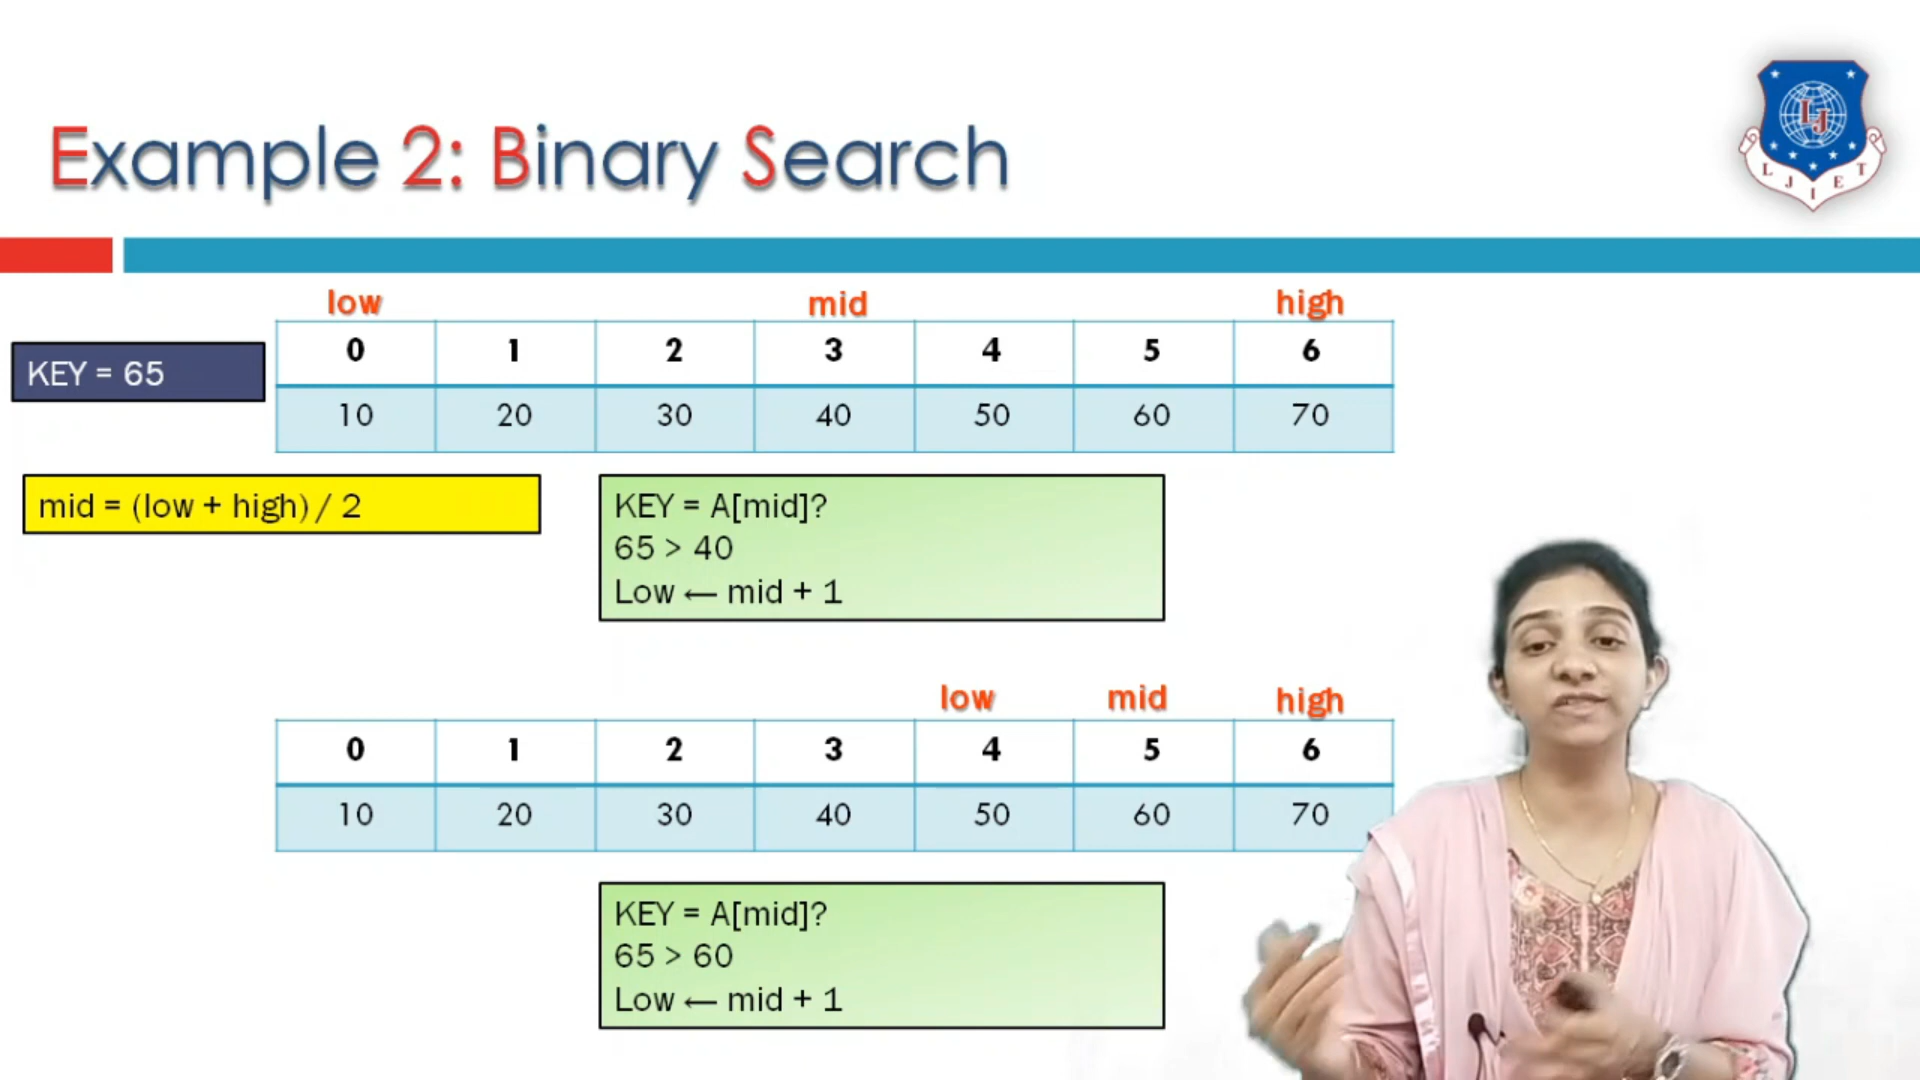 Example 2: Binary Search
L J I E T
LJ
low mid high
KEY = 65
0 1 2 3 4 5 6
10 20 30 40 50 60 70
mid = (low + high) / 2
KEY = A[mid]?
65 > 40
Low ← mid + 1
low mid high
0 1 2 3 4 5 6
10 20 30 40 50 60 70
KEY = A[mid]?
65 > 60
Low ← mid + 1